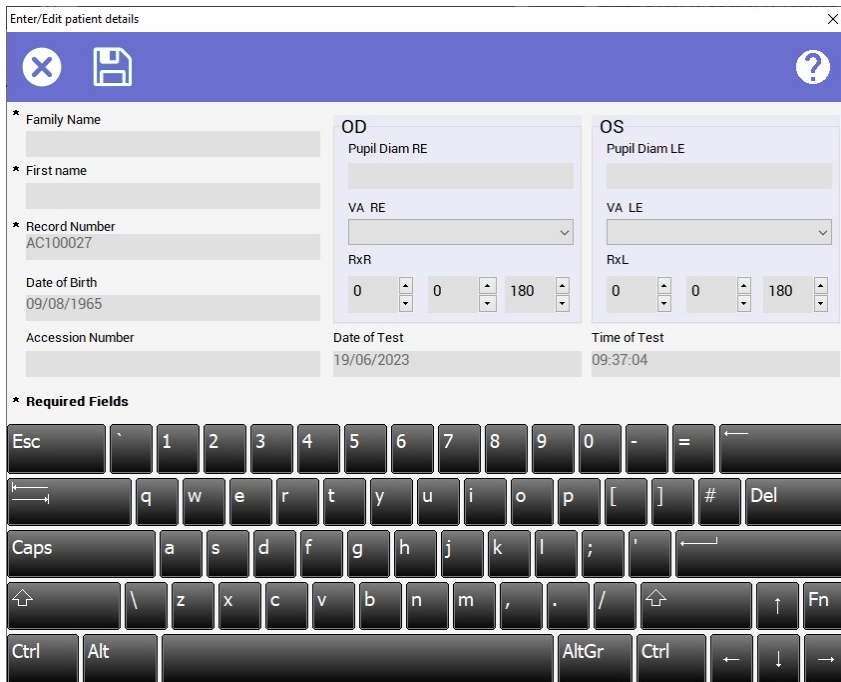 Enter/Edit patient details
* Family Name
* First name
* Record Number
AC100027
Date of Birth
09/08/1965
Accession Number
OD
Pupil Diam RE
VA RE
RxR
0 0 180
OS
Pupil Diam LE
VA LE
RxL
0 0 180
Date of Test
19/06/2023
Time of Test
09:37:04
* Required Fields
Esc ` 1 2 3 4 5 6 7 8 9 0 - = ←
q w e r t y u i o p [ ] # Del
Caps a s d f g h j k l ; '
\ z x c v b n m , . / ↑ Fn
Ctrl Alt AltGr Ctrl ← ↓ →